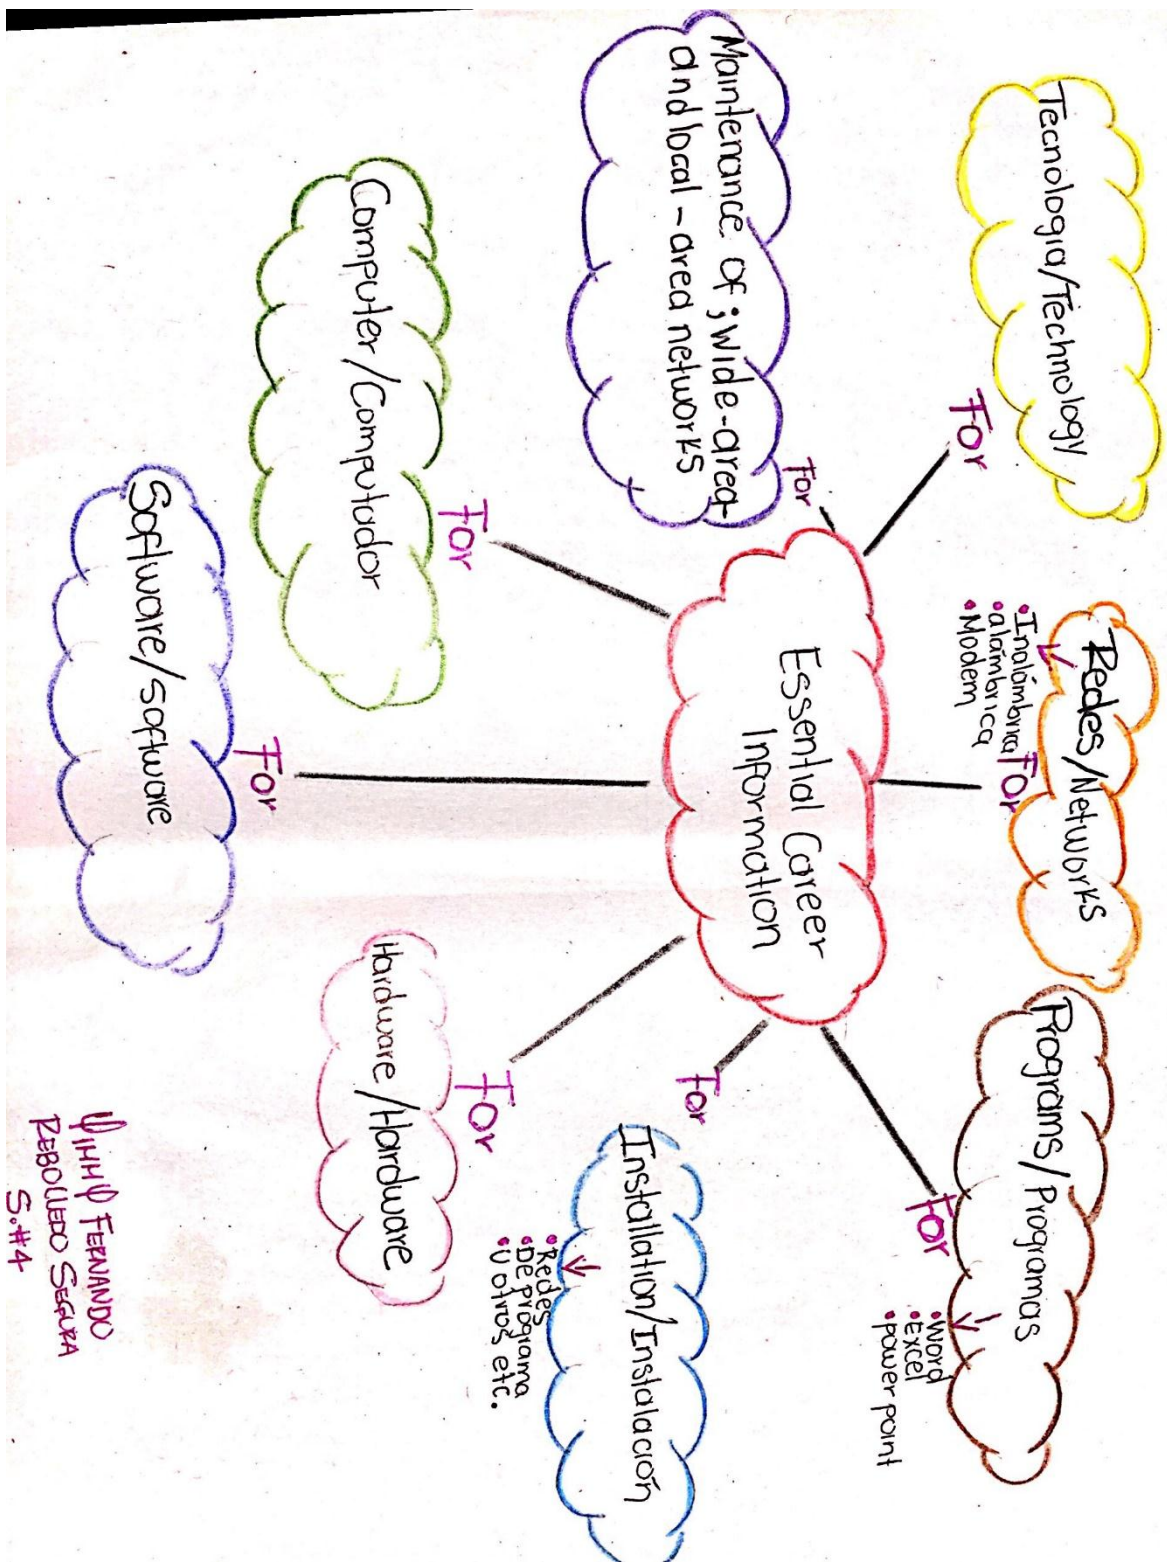 Tecnologia/Technology
For
Redes/Networks
•Inalámbrica
•alámbrica
•Modem
For
Programs/Programas
•Word
•Excel
•power point
For
Maintenance of ; wide-area-
and local-area networks
For
Essential Career
Information
For
Installation/Instalación
•Redes
•De programa
•U otros etc.
Computer/Computador
For
Hardware/Hardware
For
Software/software
For
FERNANDO
REBOLLEDO SEGURA
S.#4